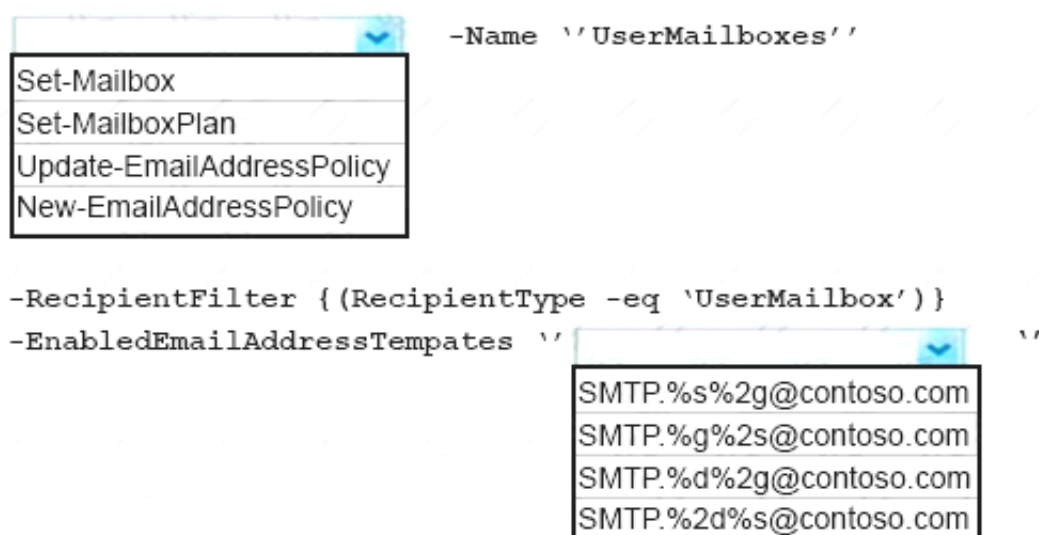 -Name ‵′UserMailboxes′′
Set-Mailbox
Set-MailboxPlan
Update-EmailAddressPolicy
New-EmailAddressPolicy
-RecipientFilter {(RecipientType -eq ‵UserMailbox′)}
-EnabledEmailAddressTempates ‵′ ‵′
SMTP.%s%2g@contoso.com
SMTP.%g%2s@contoso.com
SMTP.%d%2g@contoso.com
SMTP.%2d%s@contoso.com